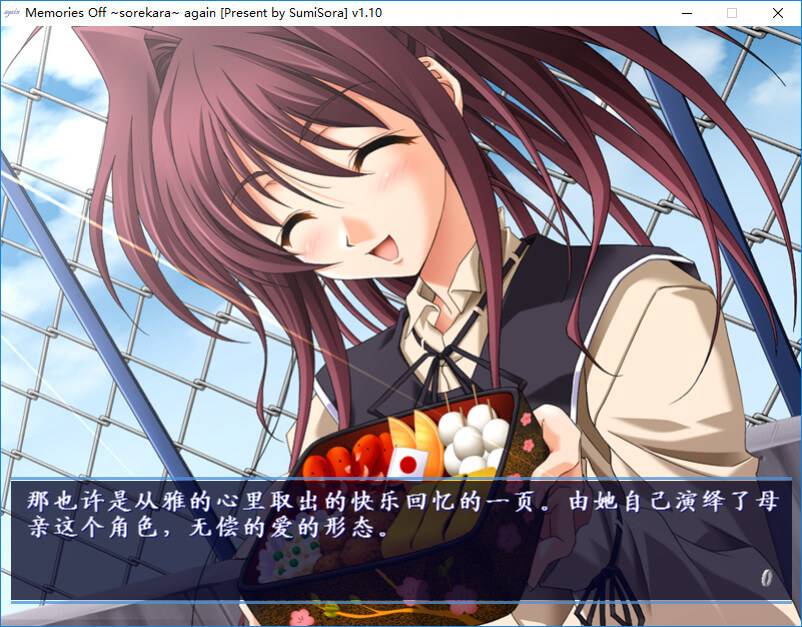 Memories Off ~sorekara~ again [Present by SumiSora] v1.10
那也许是从雅的心里取出的快乐回忆的一页。由她自己演绎了母
亲这个角色，无偿的爱的形态。